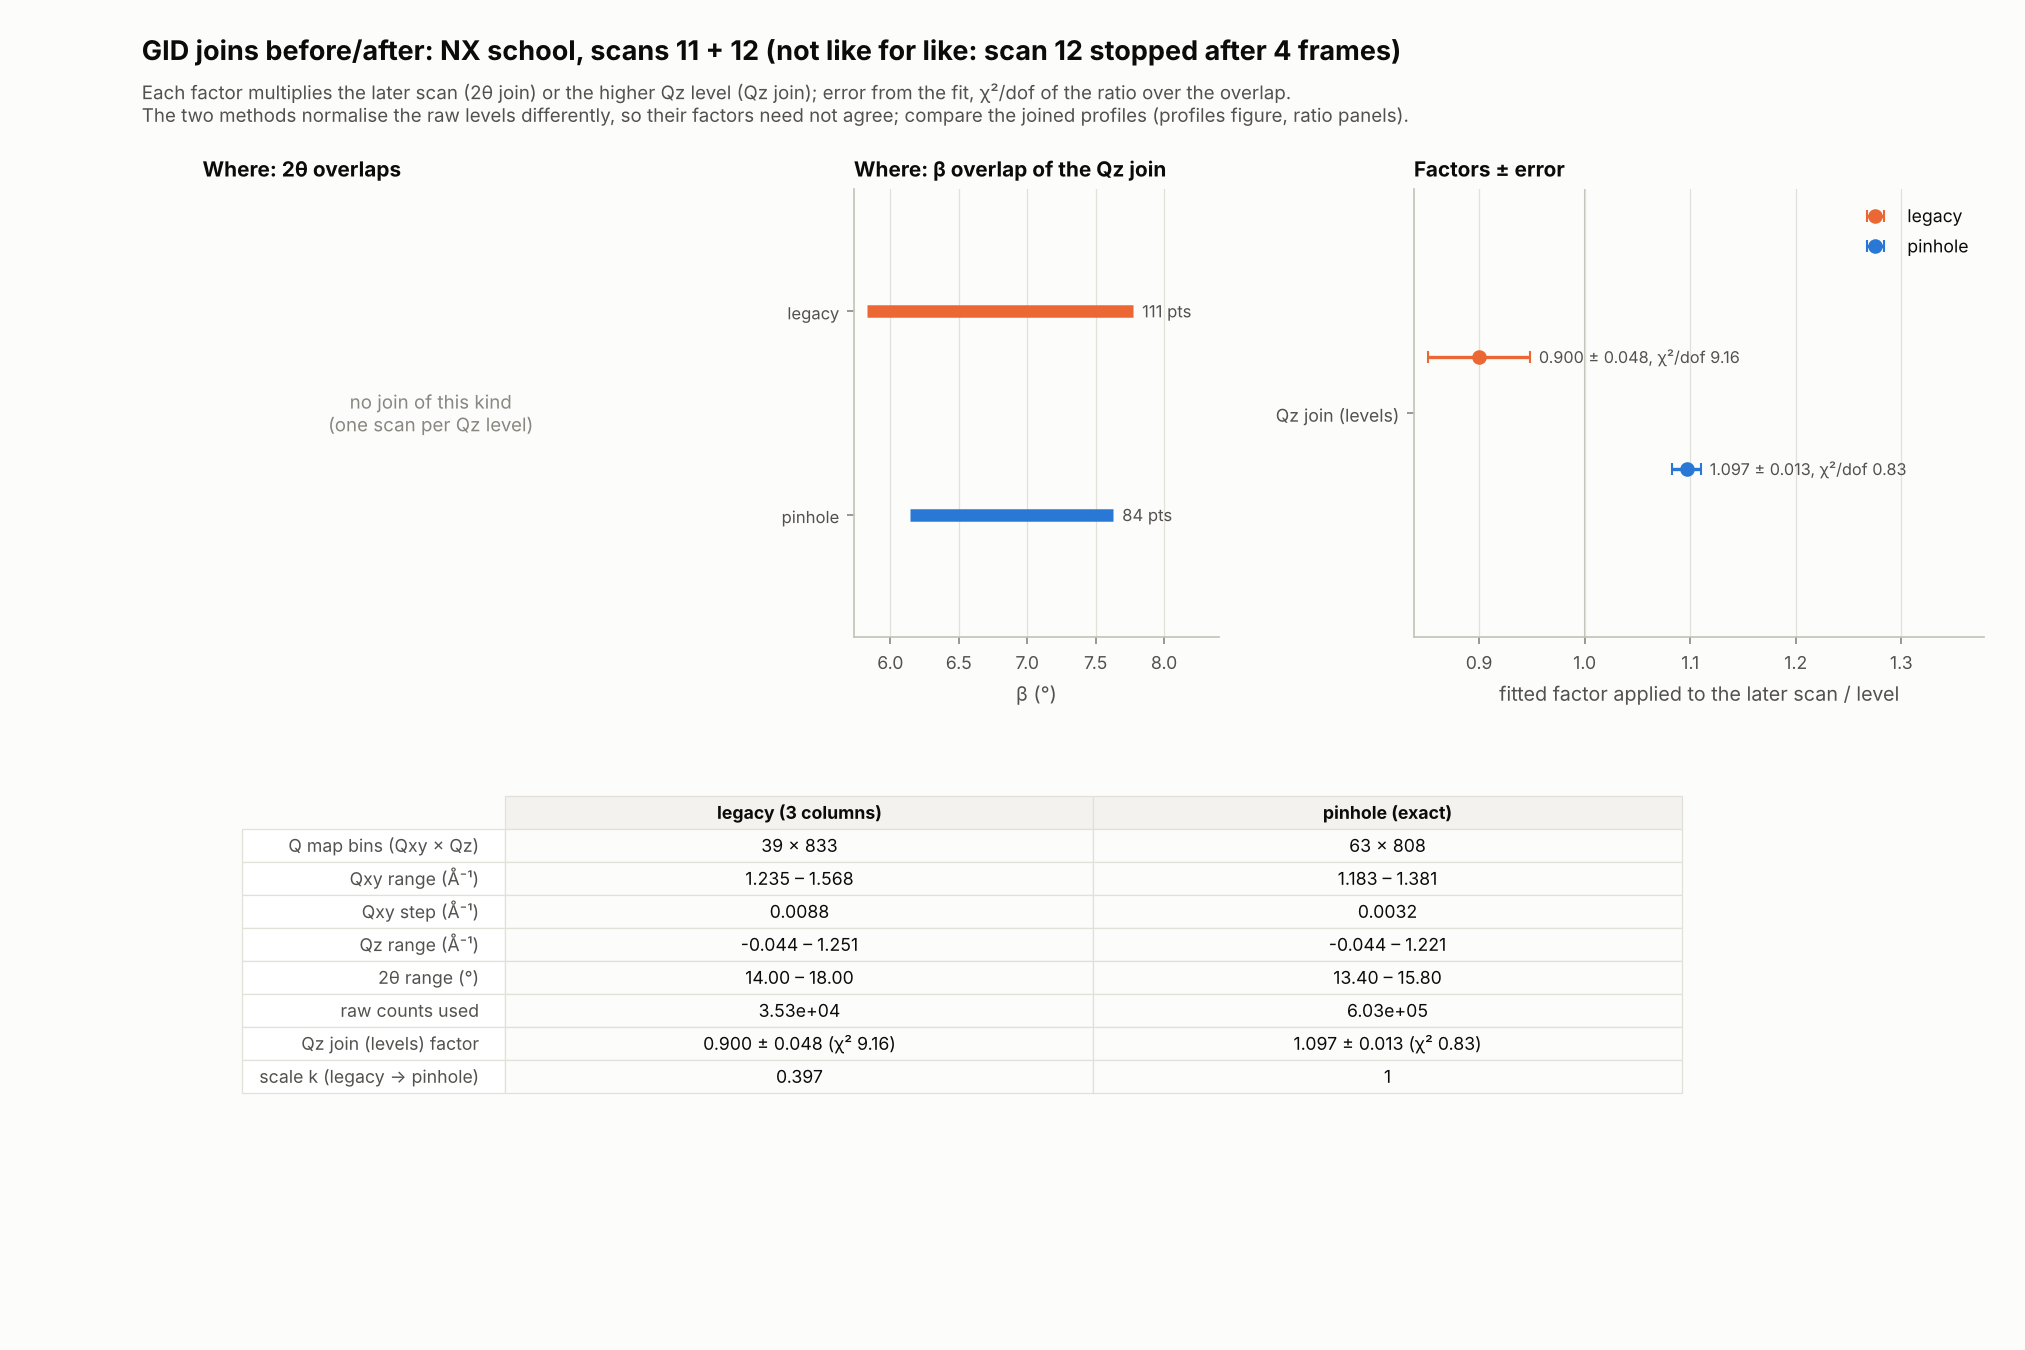 GID joins before/after: NX school, scans 11 + 12 (not like for like: scan 12 stopped after 4 frames)
Each factor multiplies the later scan (2θ join) or the higher Qz level (Qz join); error from the fit, χ²/dof of the ratio over the overlap.
The two methods normalise the raw levels differently, so their factors need not agree; compare the joined profiles (profiles figure, ratio panels).
Where: 2θ overlaps
no join of this kind
(one scan per Qz level)
Where: β overlap of the Qz join
legacy
111 pts
pinhole
84 pts
6.0 6.5 7.0 7.5 8.0
β (°)
Factors ± error
legacy
pinhole
0.900 ± 0.048, χ²/dof 9.16
Qz join (levels)
1.097 ± 0.013, χ²/dof 0.83
0.9 1.0 1.1 1.2 1.3
fitted factor applied to the later scan / level
legacy (3 columns) pinhole (exact)
Q map bins (Qxy × Qz) 39 × 833 63 × 808
Qxy range (Å⁻¹) 1.235 – 1.568 1.183 – 1.381
Qxy step (Å⁻¹) 0.0088 0.0032
Qz range (Å⁻¹) -0.044 – 1.251 -0.044 – 1.221
2θ range (°) 14.00 – 18.00 13.40 – 15.80
raw counts used 3.53e+04 6.03e+05
Qz join (levels) factor 0.900 ± 0.048 (χ² 9.16) 1.097 ± 0.013 (χ² 0.83)
scale k (legacy → pinhole) 0.397 1